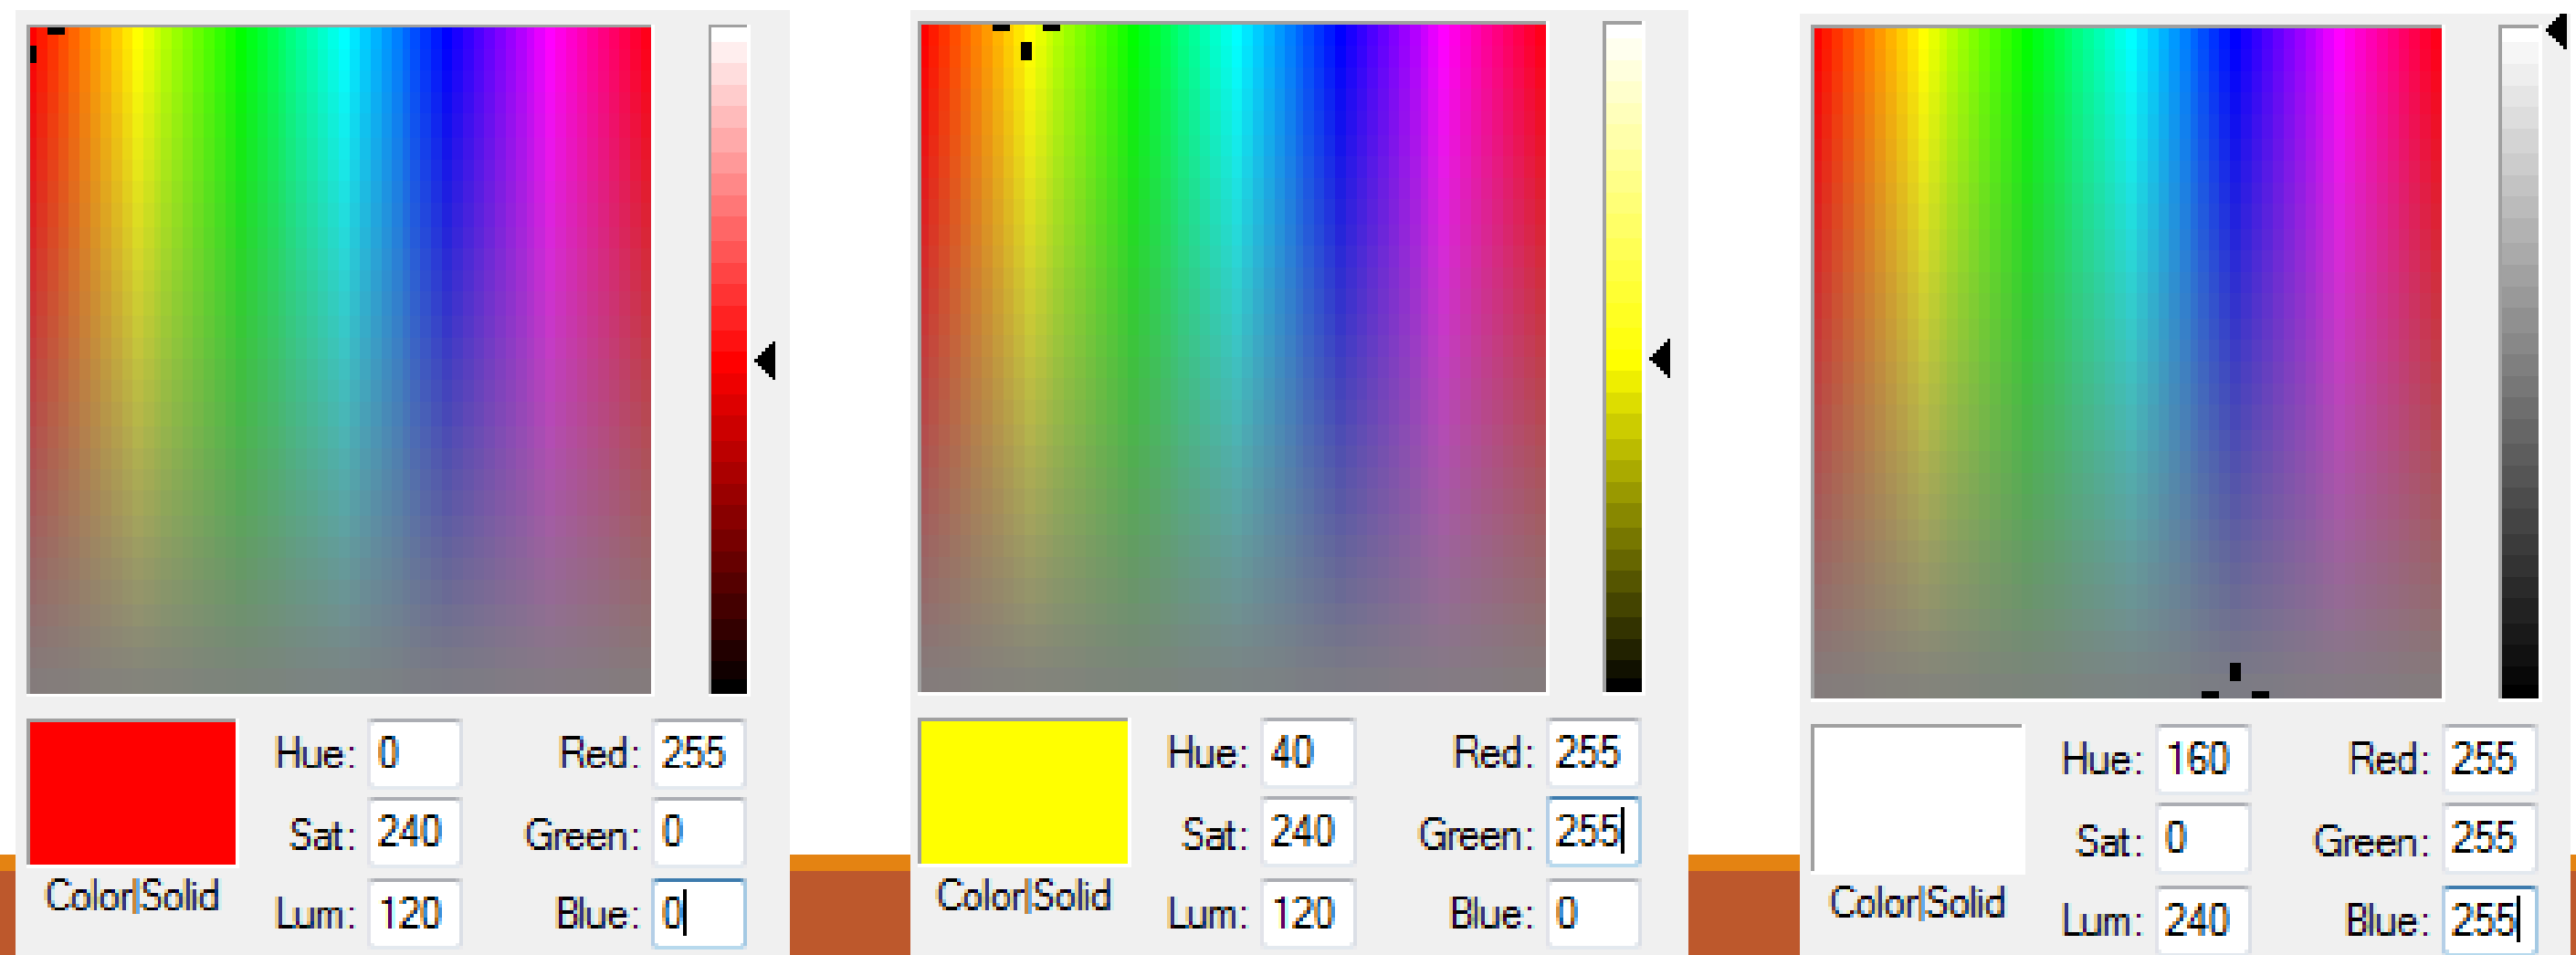 Hue: 0 Red: 255
Sat: 240 Green: 0
Color|Solid
Lum: 120 Blue: 0
Hue: 40 Red: 255
Sat: 240 Green: 255
Color|Solid
Lum: 120 Blue: 0
Hue: 160 Red: 255
Sat: 0 Green: 255
Color|Solid
Lum: 240 Blue: 255